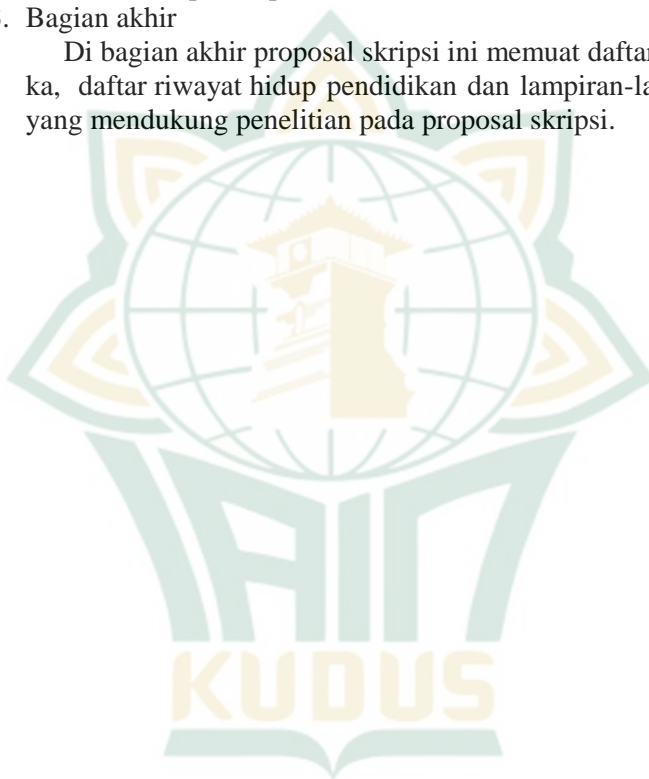 . Bagian akhir
Di bagian akhir proposal skripsi ini memuat daftar
ka, daftar riwayat hidup pendidikan dan lampiran-la
yang mendukung penelitian pada proposal skripsi.
IAIN
KUDUS